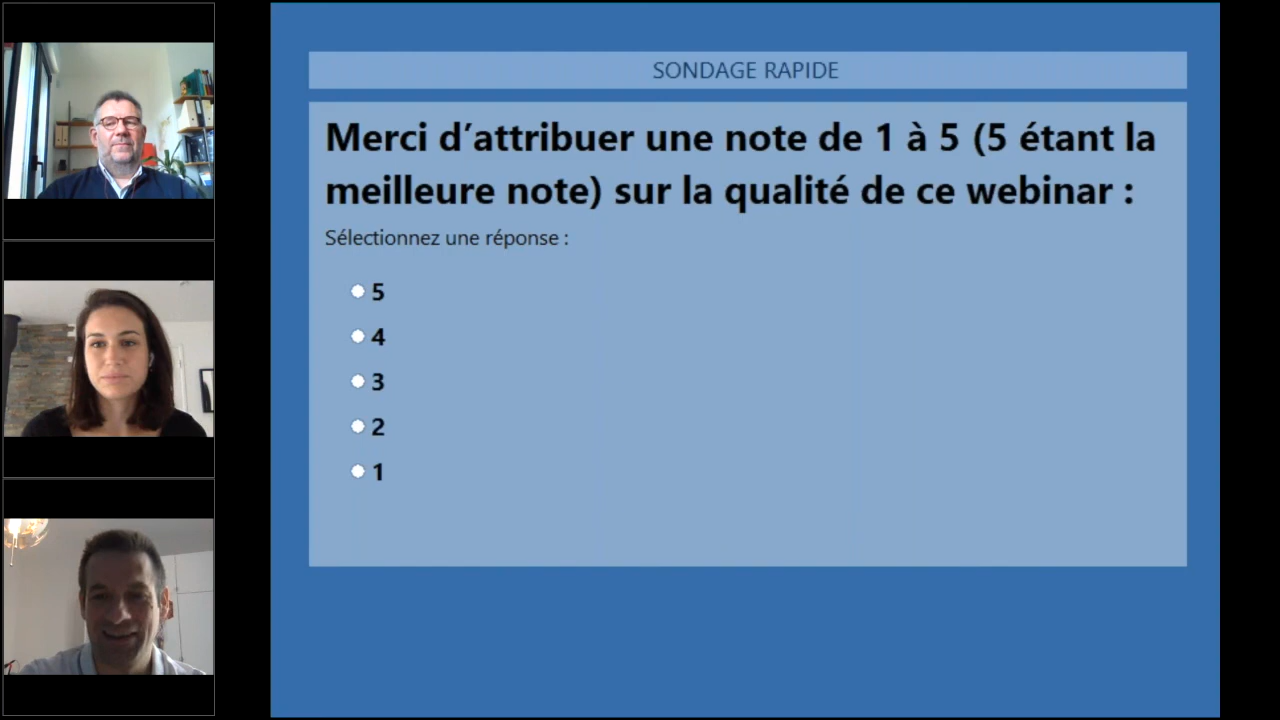 SONDAGE RAPIDE
Merci d’attribuer une note de 1 à 5 (5 étant la
meilleure note) sur la qualité de ce webinar :
Sélectionnez une réponse :
5
4
3
2
1